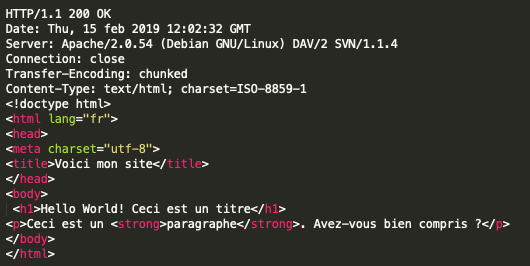 HTTP/1.1 200 OK
Date: Thu, 15 feb 2019 12:02:32 GMT
Server: Apache/2.0.54 (Debian GNU/Linux) DAV/2 SVN/1.1.4
Connection: close
Transfer-Encoding: chunked
Content-Type: text/html; charset=ISO-8859-1
<!doctype html>
<html lang="fr">
<head>
<meta charset="utf-8">
<title>Voici mon site</title>
</head>
<body>
<h1>Hello World! Ceci est un titre</h1>
<p>Ceci est un <strong>paragraphe</strong>. Avez-vous bien compris ?</p>
</body>
</html>